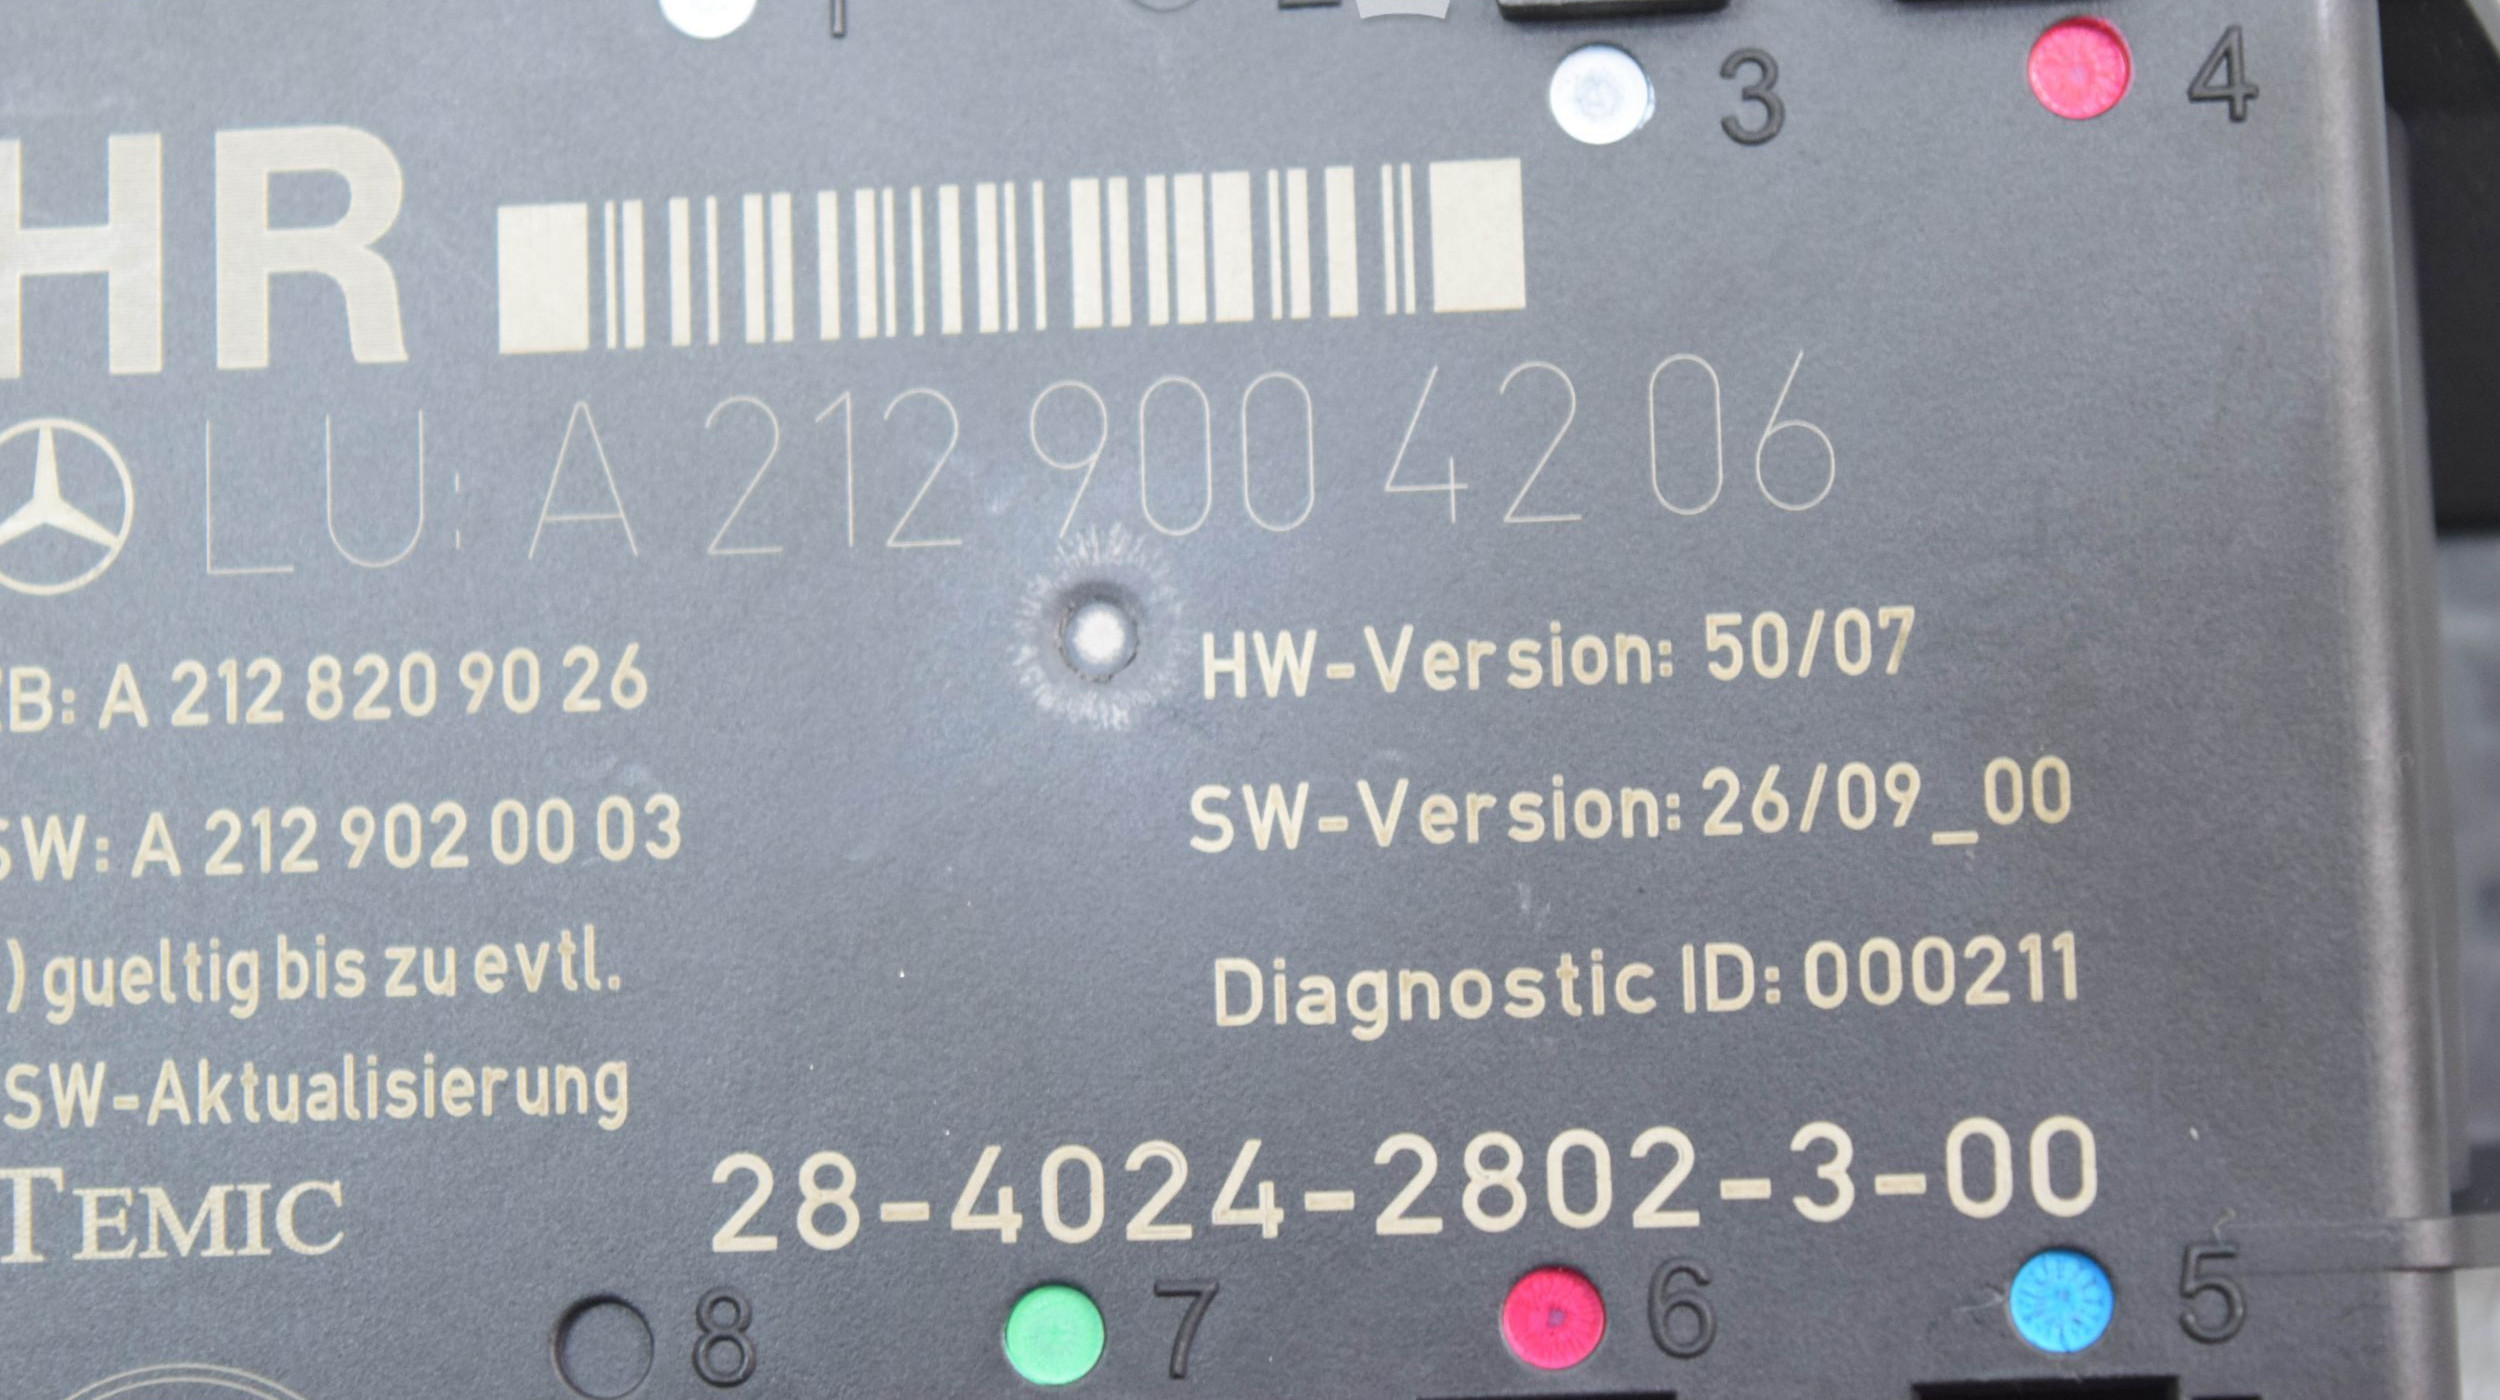 1
3
4
HR
LU: A 212 900 42 06
B: A 212 820 90 26
HW-Version: 50/07
SW: A 212 902 00 03
SW-Version: 26/09_00
) gueltig bis zu evtl.
Diagnostic ID: 000211
SW-Aktualisierung
TEMIC
28-4024-2802-3-00
8
7
6
5